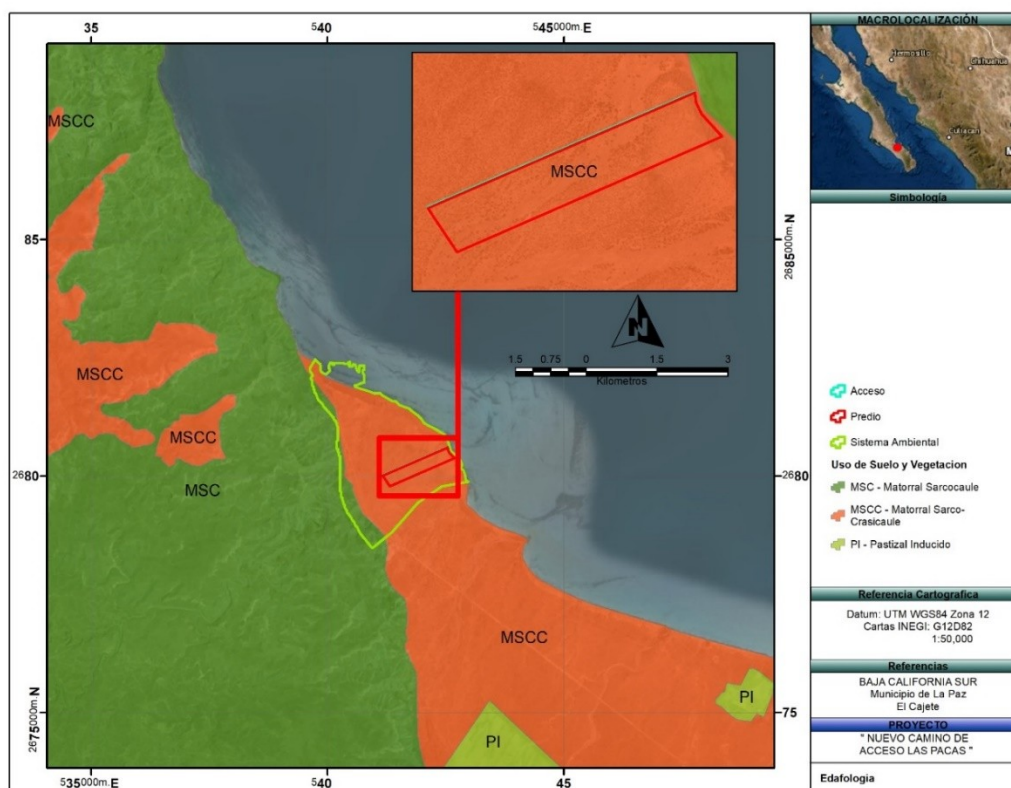 35
540
545000m.E
MSCC
MSCC
85
2685000m.N
N
1.5 0.75 0 1.5 3
Kilometros
MSCC
MSCC
MSC
2680
2680
MSCC
PI
PI
2675000m.N
75
535000m.E
540
45
MACROLOCALIZACIÓN
Hermosillo
Chihuahua
Culiacan
M
Simbología
Acceso
Predio
Sistema Ambiental
Uso de Suelo y Vegetacion
MSC - Matorral Sarcocaule
MSCC - Matorral Sarco-
Crasicaule
PI - Pastizal Inducido
Referencia Cartografica
Datum: UTM WGS84 Zona 12
Cartas INEGI: G12D82
1:50,000
Referencias
BAJA CALIFORNIA SUR
Municipio de La Paz
El Cajete
PROYECTO
" NUEVO CAMINO DE
ACCESO LAS PACAS "
Edafologia